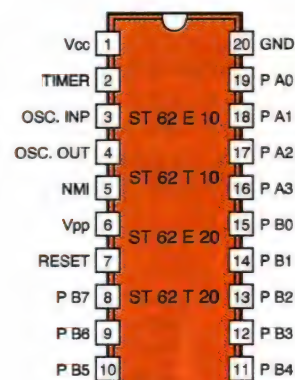 Vcc 1 20 GND
TIMER 2 19 P A0
OSC. INP 3 ST 62 E 10 18 P A1
OSC. OUT 4 17 P A2
NMI 5 ST 62 T 10 16 P A3
Vpp 6 ST 62 E 20 15 P B0
RESET 7 14 P B1
P B7 8 ST 62 T 20 13 P B2
P B6 9 12 P B3
P B5 10 11 P B4